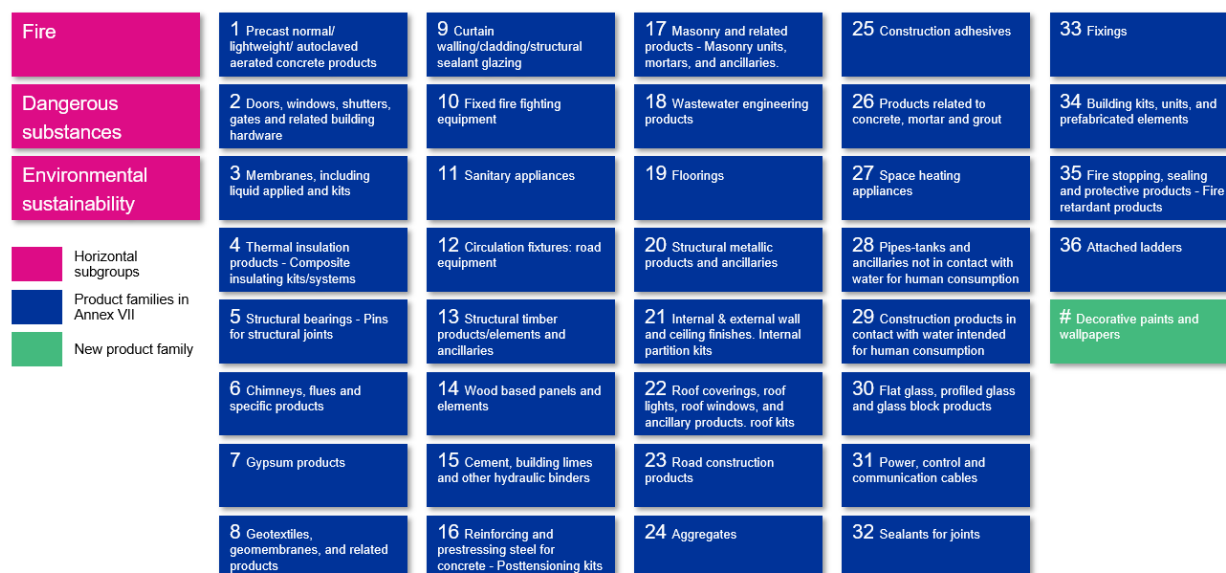 Fire
Dangerous
substances
Environmental
sustainability
Horizontal
subgroups
Product families in
Annex VII
New product family
1 Precast normal/
lightweight/ autoclaved
aerated concrete products
2 Doors, windows, shutters,
gates and related building
hardware
3 Membranes, including
liquid applied and kits
4 Thermal insulation
products - Composite
insulating kits/systems
5 Structural bearings - Pins
for structural joints
6 Chimneys, flues and
specific products
7 Gypsum products
8 Geotextiles,
geomembranes, and related
products
9 Curtain
walling/cladding/structural
sealant glazing
10 Fixed fire fighting
equipment
11 Sanitary appliances
12 Circulation fixtures: road
equipment
13 Structural timber
products/elements and
ancillaries
14 Wood based panels and
elements
15 Cement, building limes
and other hydraulic binders
16 Reinforcing and
prestressing steel for
concrete - Posttensioning kits
17 Masonry and related
products - Masonry units,
mortars, and ancillaries.
18 Wastewater engineering
products
19 Floorings
20 Structural metallic
products and ancillaries
21 Internal & external wall
and ceiling finishes. Internal
partition kits
22 Roof coverings, roof
lights, roof windows, and
ancillary products. roof kits
23 Road construction
products
24 Aggregates
25 Construction adhesives
26 Products related to
concrete, mortar and grout
27 Space heating
appliances
28 Pipes-tanks and
ancillaries not in contact with
water for human consumption
29 Construction products in
contact with water intended
for human consumption
30 Flat glass, profiled glass
and glass block products
31 Power, control and
communication cables
32 Sealants for joints
33 Fixings
34 Building kits, units, and
prefabricated elements
35 Fire stopping, sealing
and protective products - Fire
retardant products
36 Attached ladders
# Decorative paints and
wallpapers